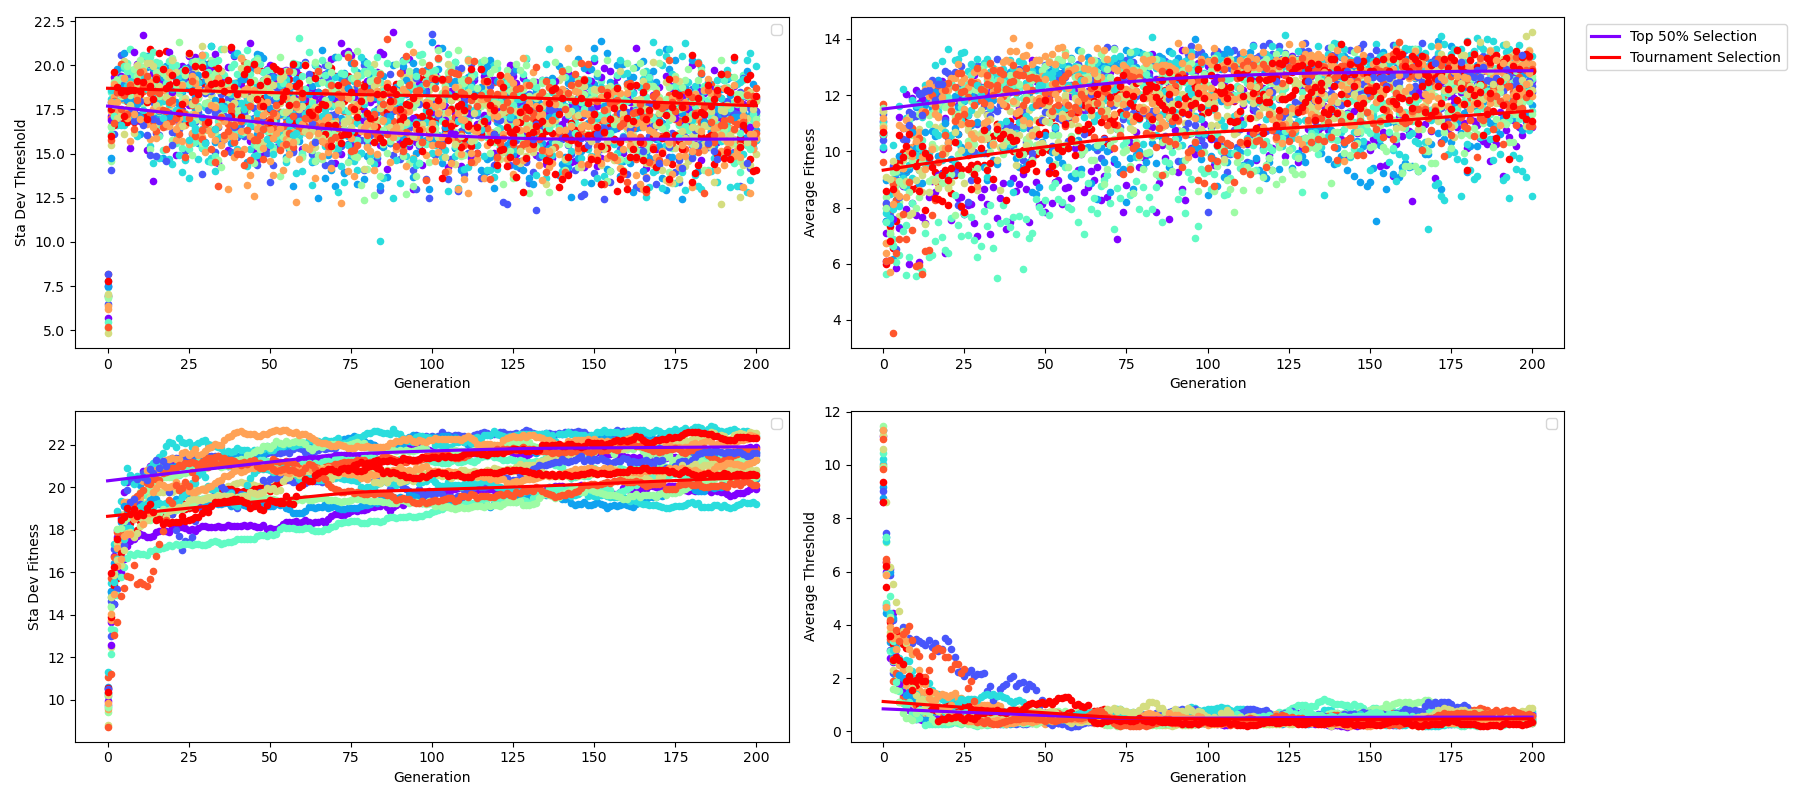 22.5
20.0
17.5
15.0
12.5
10.0
7.5
5.0
Sta Dev Threshold
0 25 50 75 100 125 150 175 200
Generation
14
12
10
8
6
4
Average Fitness
0 25 50 75 100 125 150 175 200
Generation
Top 50% Selection
Tournament Selection
22
20
18
16
14
12
10
Sta Dev Fitness
0 25 50 75 100 125 150 175 200
Generation
12
10
8
6
4
2
0
Average Threshold
0 25 50 75 100 125 150 175 200
Generation